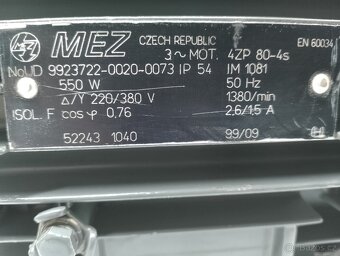 MEZ CZECH REPUBLIC EN 60034
3~MOT. 4ZP 80-4s
No/UD 9923722-0020-0073 IP 54 IM 1081
550 W 50 Hz
Δ/Y 220/380 V 1380/min
ISOL. F cos φ 0,76 2,6/1,5 A
52243 1040 99/09